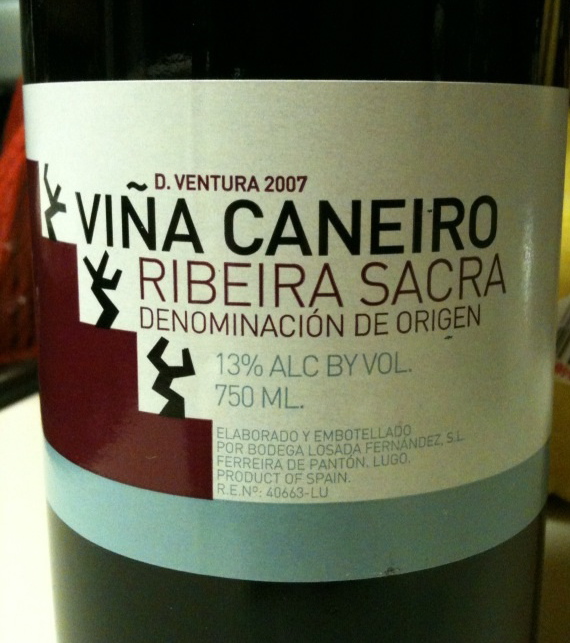 D. VENTURA 2007
VIÑA CANEIRO
RIBEIRA SACRA
DENOMINACIÓN DE ORIGEN
13% ALC BY VOL.
750 ML.
ELABORADO Y EMBOTELLADO
POR BODEGA LOSADA FERNÁNDEZ, S.L.
FERREIRA DE PANTÓN. LUGO.
PRODUCT OF SPAIN.
R.E.Nº: 40663-LU